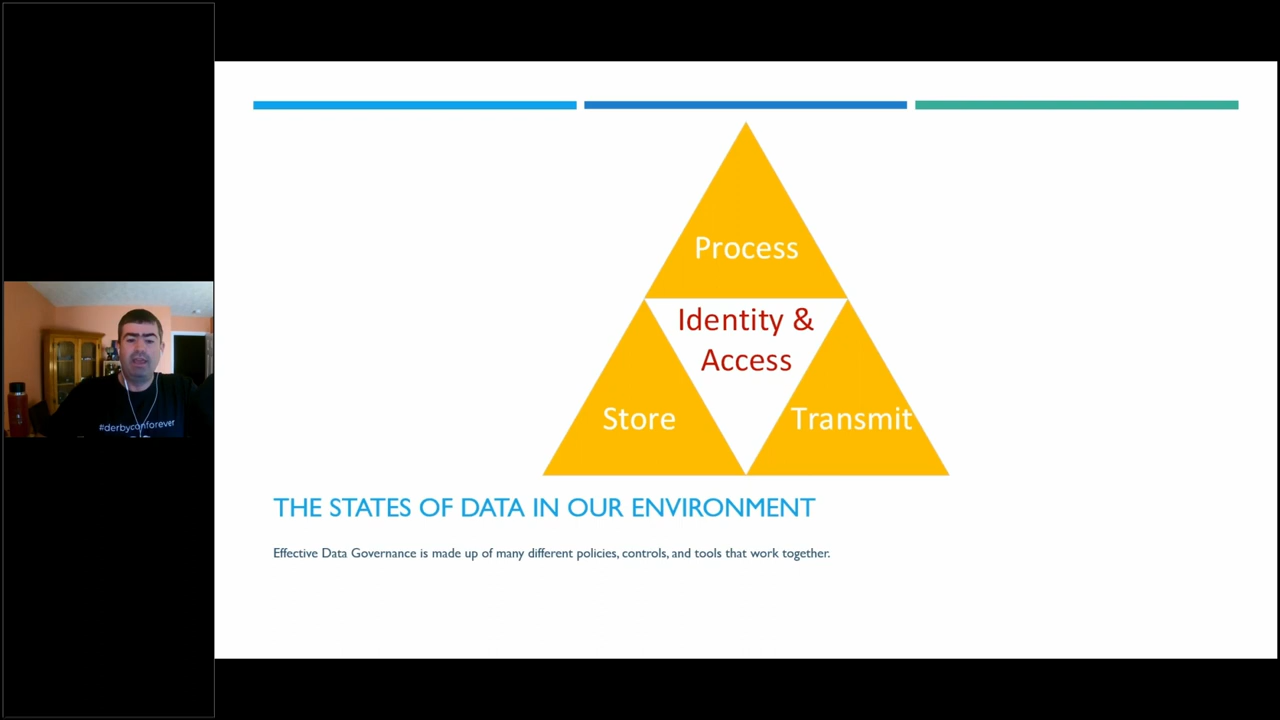 Process
Identity &
Access
Store
Transmit
THE STATES OF DATA IN OUR ENVIRONMENT
Effective Data Governance is made up of many different policies, controls, and tools that work together.
#derbyconforever